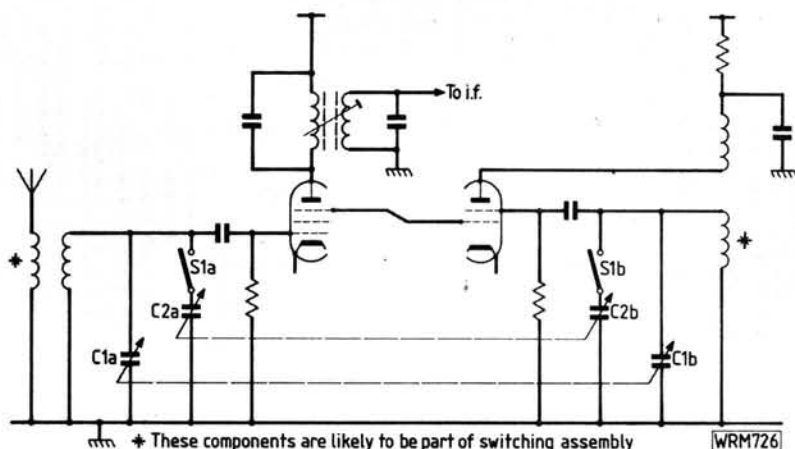 To i.f.
*
S1a
C2a
C1a
S1b
C2b
C1b
*
* These components are likely to be part of switching assembly
WRM726